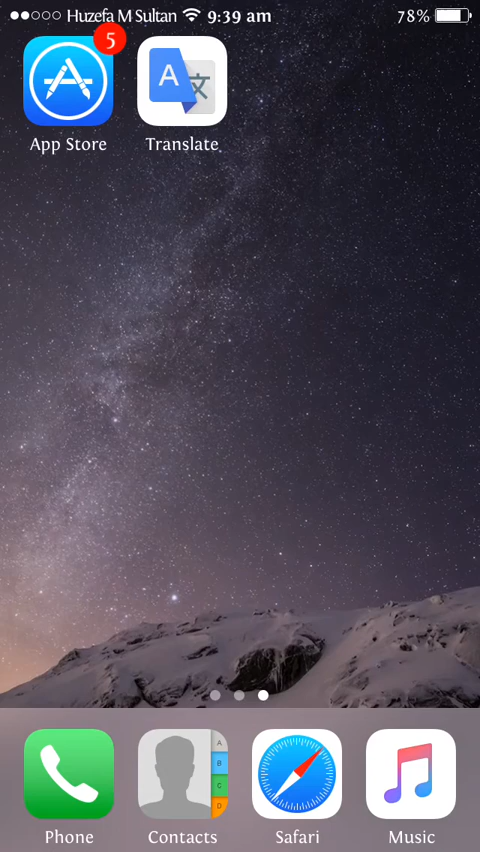 Huzefa M Sultan 9:39 am 78%
5
A 文
App Store Translate
A
B
C
D
Phone Contacts Safari Music